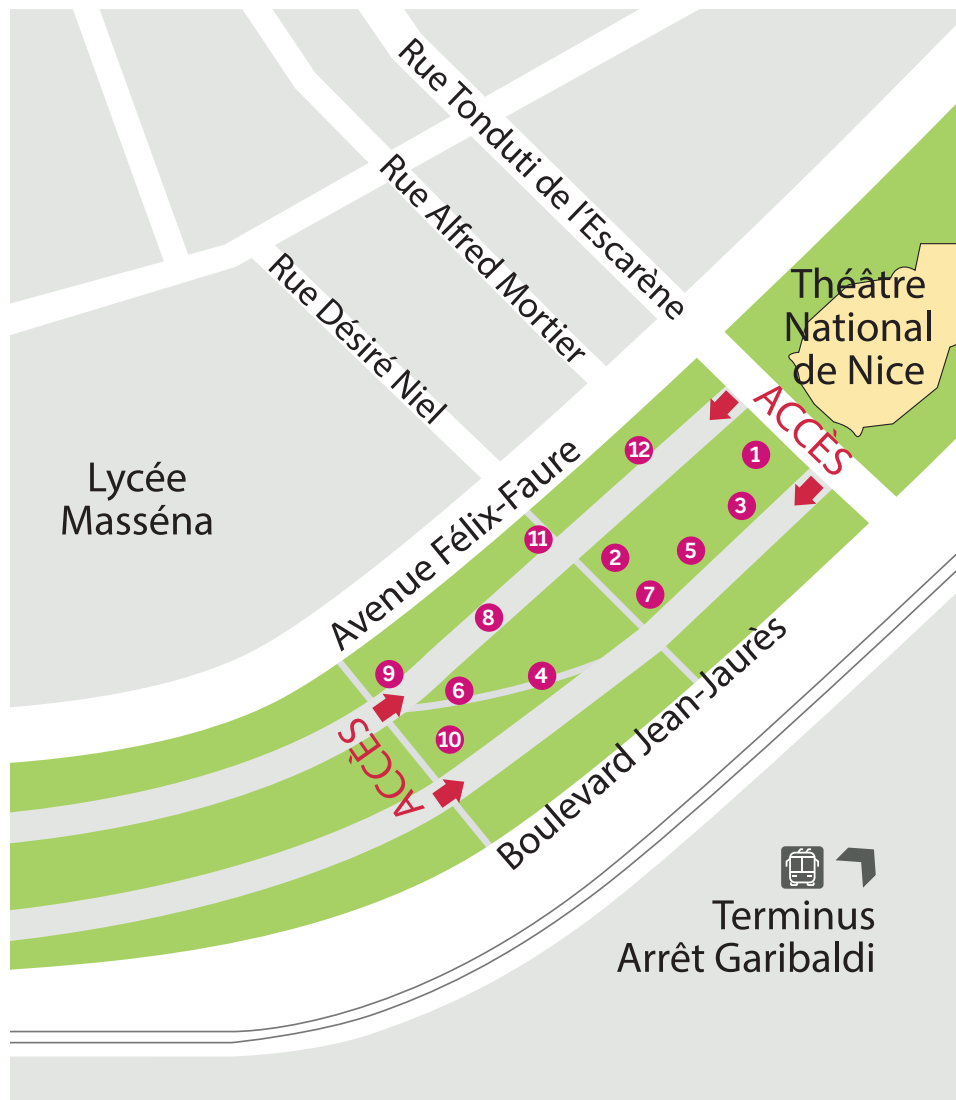 Rue Tonduti de l'Escarène
Rue Alfred Mortier
Rue Désiré Niel
Théâtre
National
de Nice
ACCÈS
Lycée
Masséna
Avenue Félix-Faure
12
1
3
11
2
5
7
8
9
6
4
10
ACCÈS
Boulevard Jean-Jaurès
Terminus
Arrêt Garibaldi